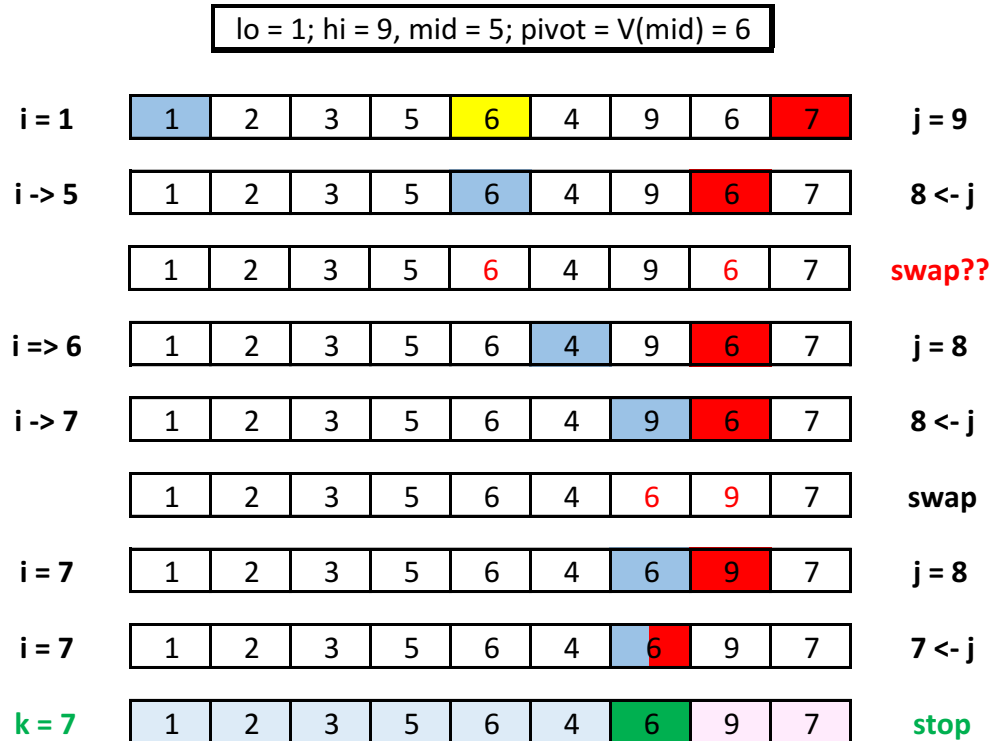 lo = 1; hi = 9, mid = 5; pivot = V(mid) = 6
i = 1 1 2 3 5 6 4 9 6 7 j = 9
i -> 5 1 2 3 5 6 4 9 6 7 8 <- j
1 2 3 5 6 4 9 6 7 swap??
i => 6 1 2 3 5 6 4 9 6 7 j = 8
i -> 7 1 2 3 5 6 4 9 6 7 8 <- j
1 2 3 5 6 4 6 9 7 swap
i = 7 1 2 3 5 6 4 6 9 7 j = 8
i = 7 1 2 3 5 6 4 6 9 7 7 <- j
k = 7 1 2 3 5 6 4 6 9 7 stop